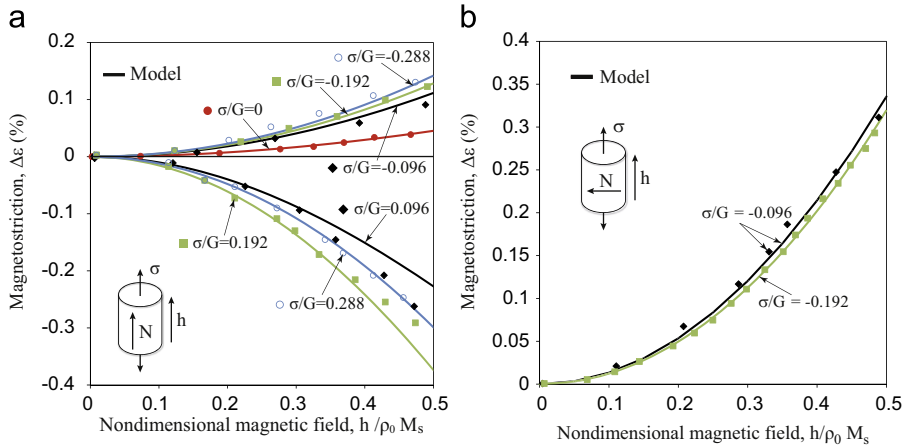 a
Magnetostriction, Δε (%)
0.2
0.1
0
-0.1
-0.2
-0.3
-0.4
Model
σ/G=-0.288
σ/G=-0.192
σ/G=0
σ/G=-0.096
σ/G=0.096
σ/G=0.192
σ/G=0.288
σ
N
h
0 0.1 0.2 0.3 0.4 0.5
Nondimensional magnetic field, h /ρ₀ Mₛ
b
Magnetostriction, Δε (%)
0.4
0.35
0.3
0.25
0.2
0.15
0.1
0.05
0
Model
σ
N
h
σ/G = -0.096
σ/G = -0.192
0 0.1 0.2 0.3 0.4 0.5
Nondimensional magnetic field, h/ρ₀ Mₛ